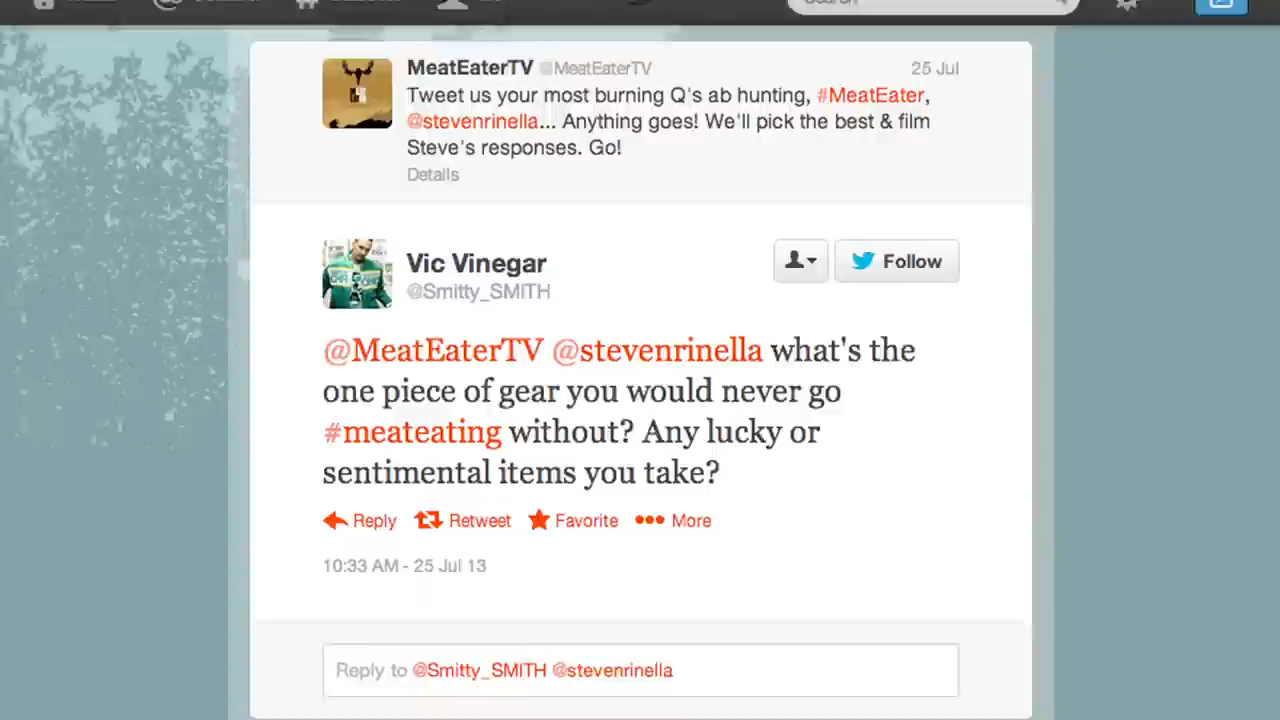 MeatEaterTV @MeatEaterTV 25 Jul
Tweet us your most burning Q's ab hunting, #MeatEater,
@stevenrinella... Anything goes! We'll pick the best & film
Steve's responses. Go!
Details
Vic Vinegar
@Smitty_SMITH
Follow
@MeatEaterTV @stevenrinella what's the
one piece of gear you would never go
#meateating without? Any lucky or
sentimental items you take?
Reply Retweet Favorite More
10:33 AM - 25 Jul 13
Reply to @Smitty_SMITH @stevenrinella